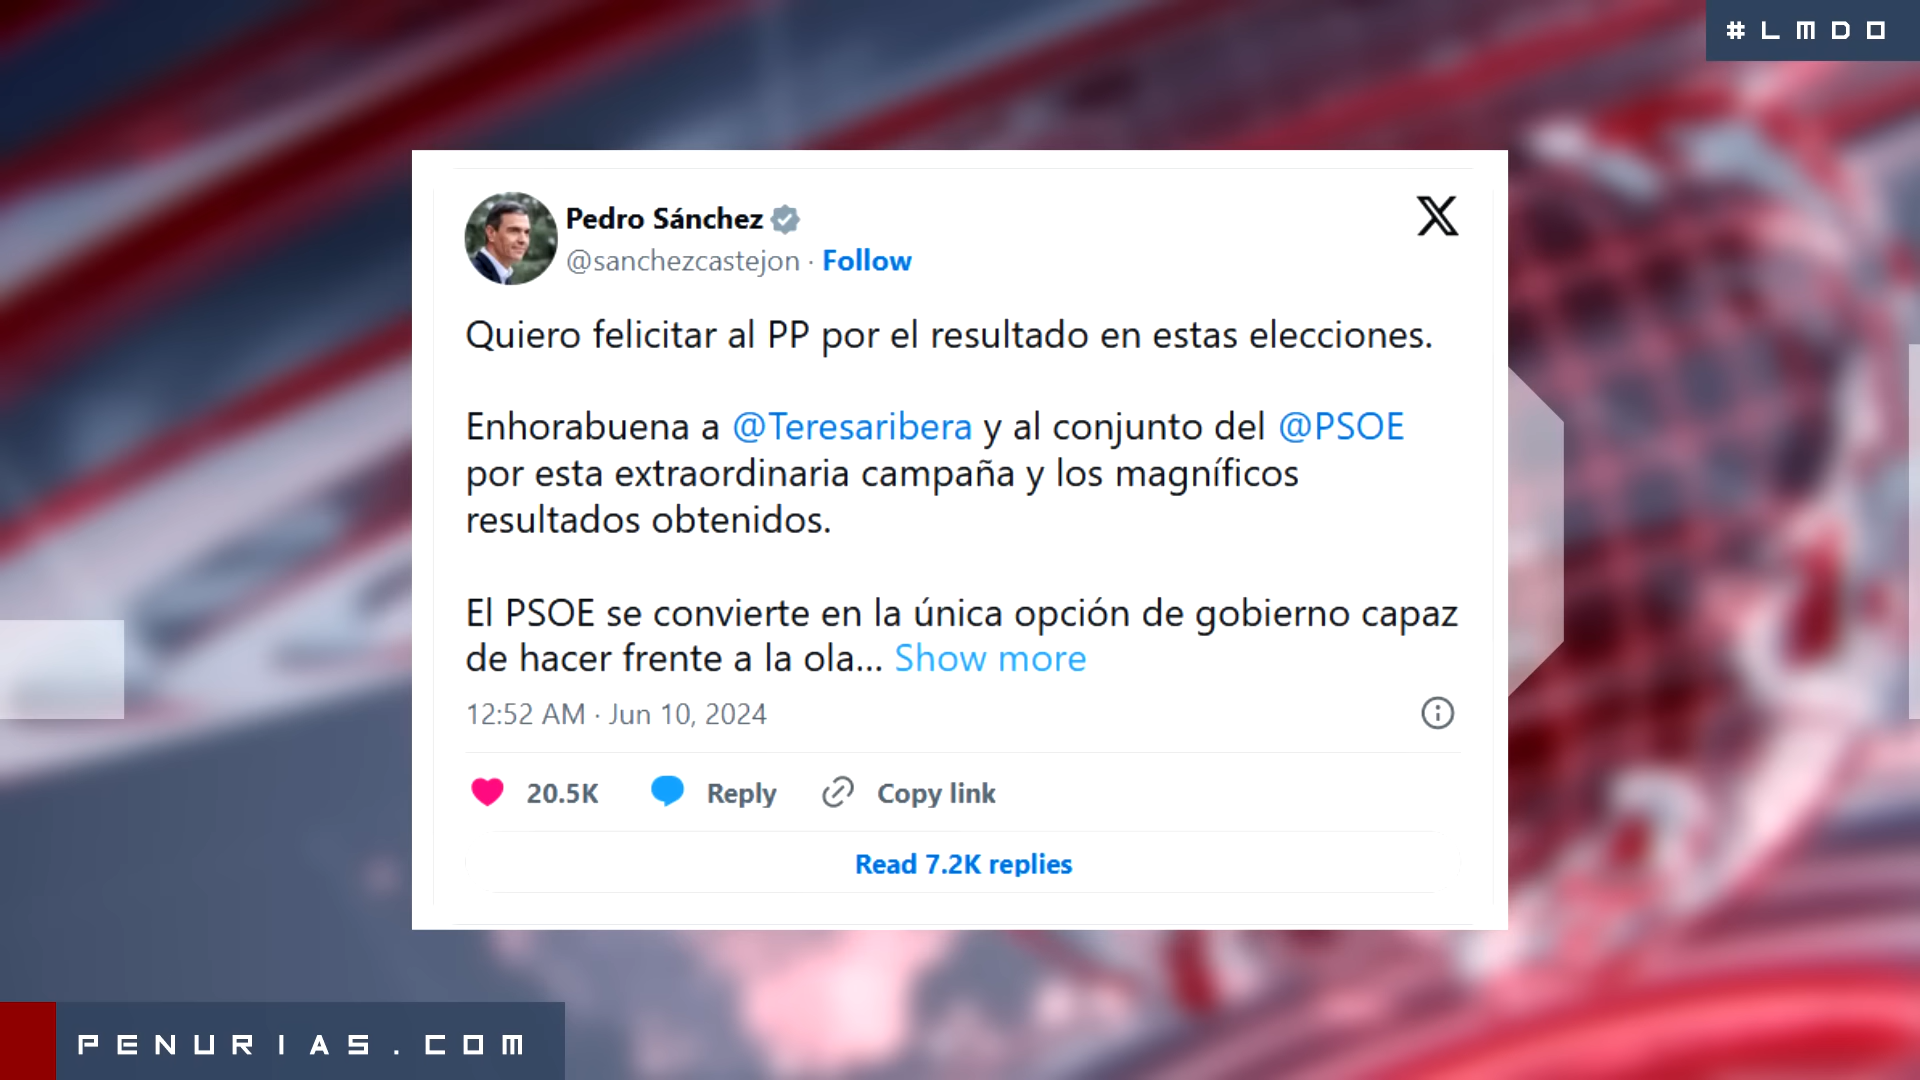 #LMDO
Pedro Sánchez
@sanchezcastejon · Follow
Quiero felicitar al PP por el resultado en estas elecciones.
Enhorabuena a @Teresaribera y al conjunto del @PSOE
por esta extraordinaria campaña y los magníficos
resultados obtenidos.
El PSOE se convierte en la única opción de gobierno capaz
de hacer frente a la ola... Show more
12:52 AM · Jun 10, 2024
20.5K Reply Copy link
Read 7.2K replies
PENURIAS.COM